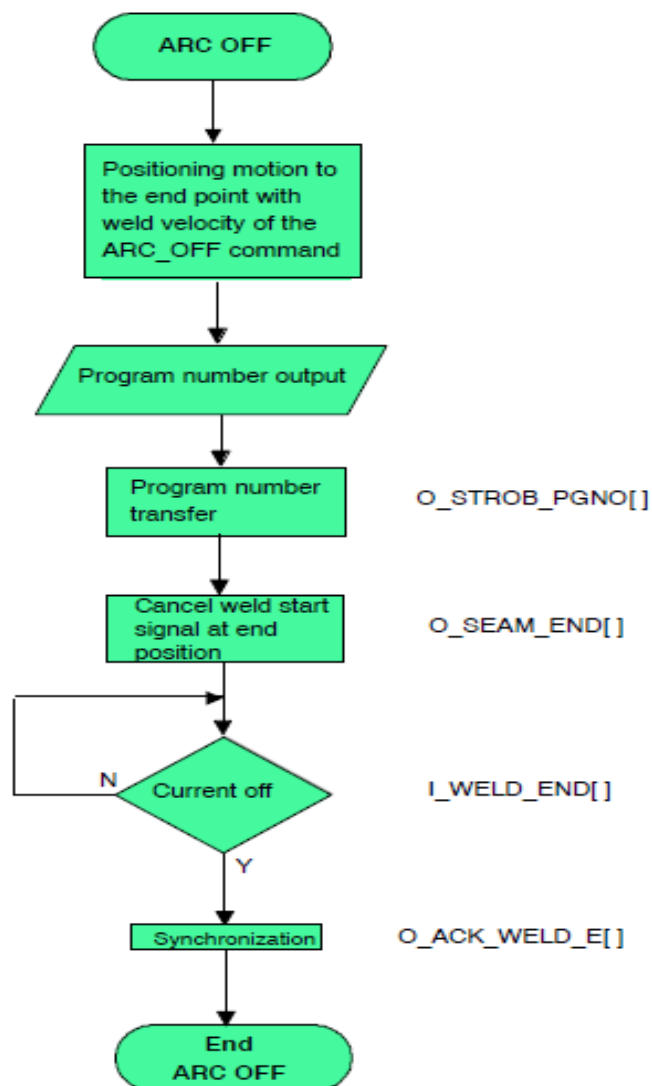 ARC OFF
Positioning motion to
the end point with
weld velocity of the
ARC_OFF command
Program number output
Program number
transfer
O_STROB_PGNO[ ]
Cancel weld start
signal at end
position
O_SEAM_END[ ]
N
Current off
I_WELD_END[ ]
Y
Synchronization
O_ACK_WELD_E[ ]
End
ARC OFF